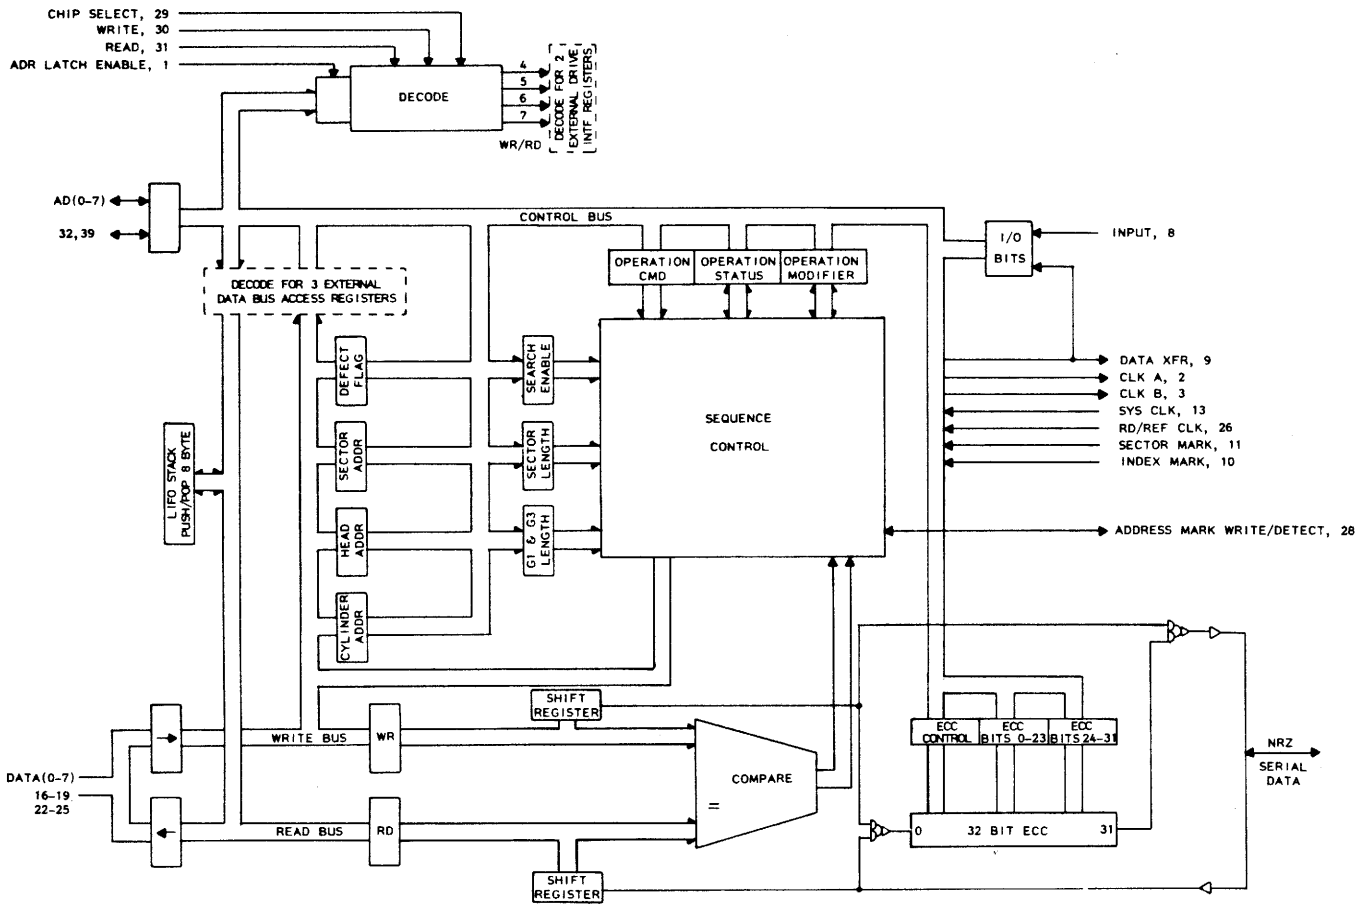 CHIP SELECT, 29
WRITE, 30
READ, 31
ADR LATCH ENABLE, 1
DECODE
4
5
6
7
WR/RD
DECODE FOR 2
EXTERNAL DRIVE
INTF REGISTERS
AD(0-7)
32,39
CONTROL BUS
OPERATION
CMD
OPERATION
STATUS
OPERATION
MODIFIER
I/O
BITS
INPUT, 8
DECODE FOR 3 EXTERNAL
DATA BUS ACCESS REGISTERS
DEFECT
FLAG
SEARCH
ENABLE
SECTOR
ADDR
SECTOR
LENGTH
HEAD
ADDR
G1 & G3
LENGTH
CYLINDER
ADDR
LIFO STACK
PUSH/POP 8 BYTE
SEQUENCE
CONTROL
DATA XFR, 9
CLK A, 2
CLK B, 3
SYS CLK, 13
RD/REF CLK, 26
SECTOR MARK, 11
INDEX MARK, 10
ADDRESS MARK WRITE/DETECT, 28
SHIFT
REGISTER
WRITE BUS
WR
DATA(0-7)
16-19
22-25
READ BUS
RD
COMPARE
=
SHIFT
REGISTER
ECC
CONTROL
ECC
BITS 0-23
ECC
BITS 24-31
0
32 BIT ECC
31
NRZ
SERIAL
DATA